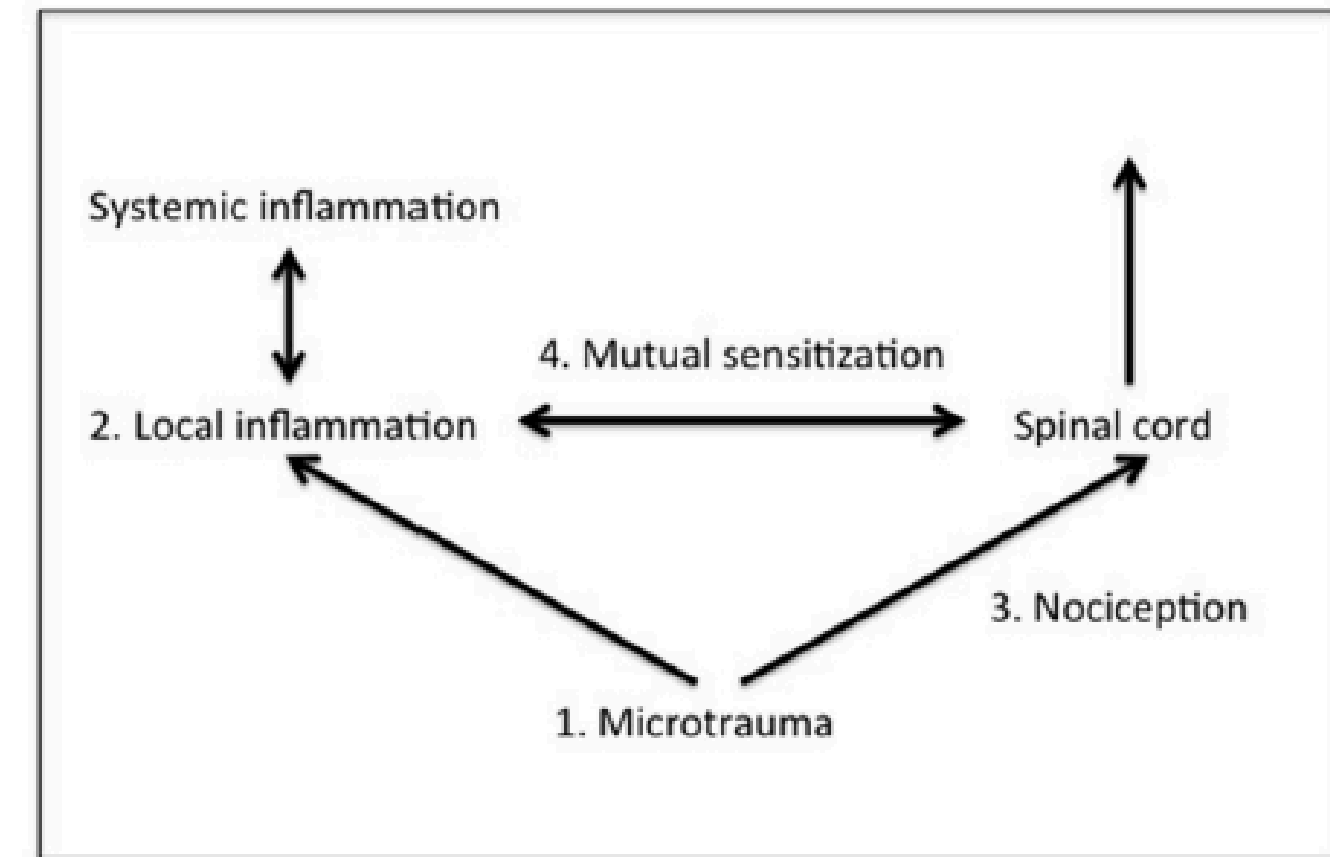 Systemic inflammation
4. Mutual sensitization
2. Local inflammation
Spinal cord
3. Nociception
1. Microtrauma